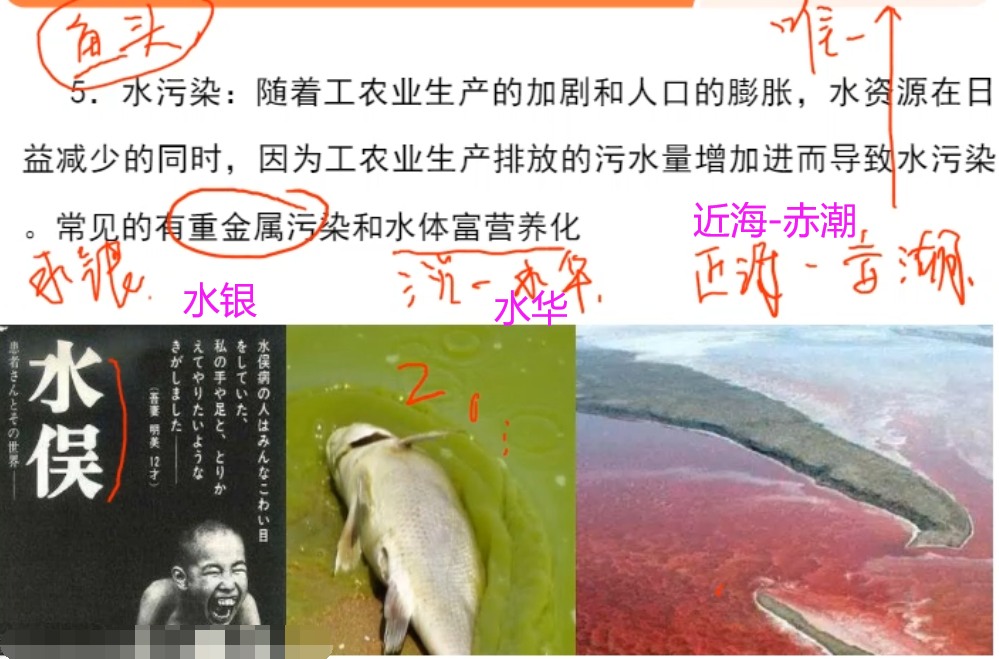 鱼头
唯一
5. 水污染：随着工农业生产的加剧和人口的膨胀，水资源在日
益减少的同时，因为工农业生产排放的污水量增加进而导致水污染
。常见的有重金属污染和水体富营养化
近海-赤潮
水银
水银
水华
水华
近海-赤潮
水俣
患者さんとその世界——
水俣病の人はみんなこわい目
をしていた、
私の手や足と、とりか
えてやりたいような
きがしました——
（吾妻 明美 12才）
2